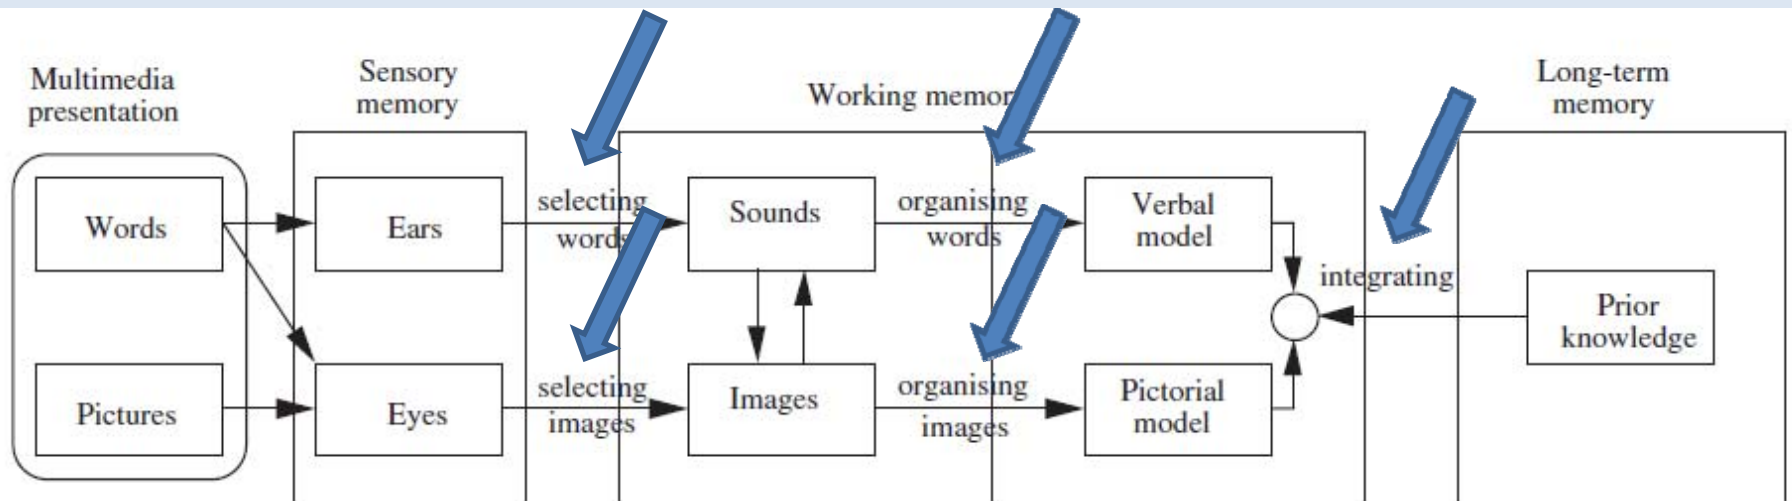 Multimedia
presentation
Sensory
memory
Working memor
Long-term
memory
Words
Ears
selecting
words
Sounds
organising
words
Verbal
model
integrating
Prior
knowledge
Pictures
Eyes
selecting
images
Images
organising
images
Pictorial
model